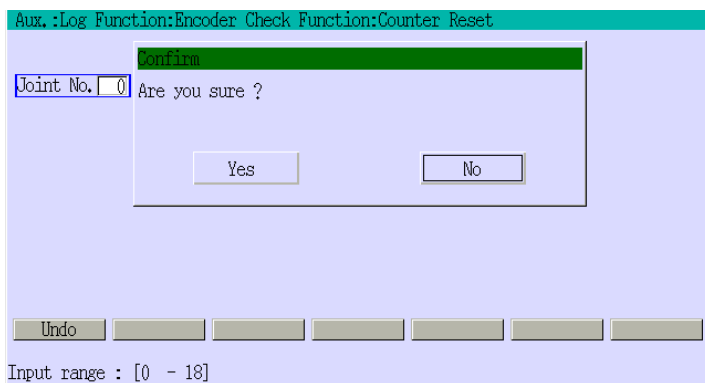 Aux.:Log Function:Encoder Check Function:Counter Reset
Confirm
Joint No. 0
Are you sure ?
Yes No
Undo
Input range : [0 - 18]